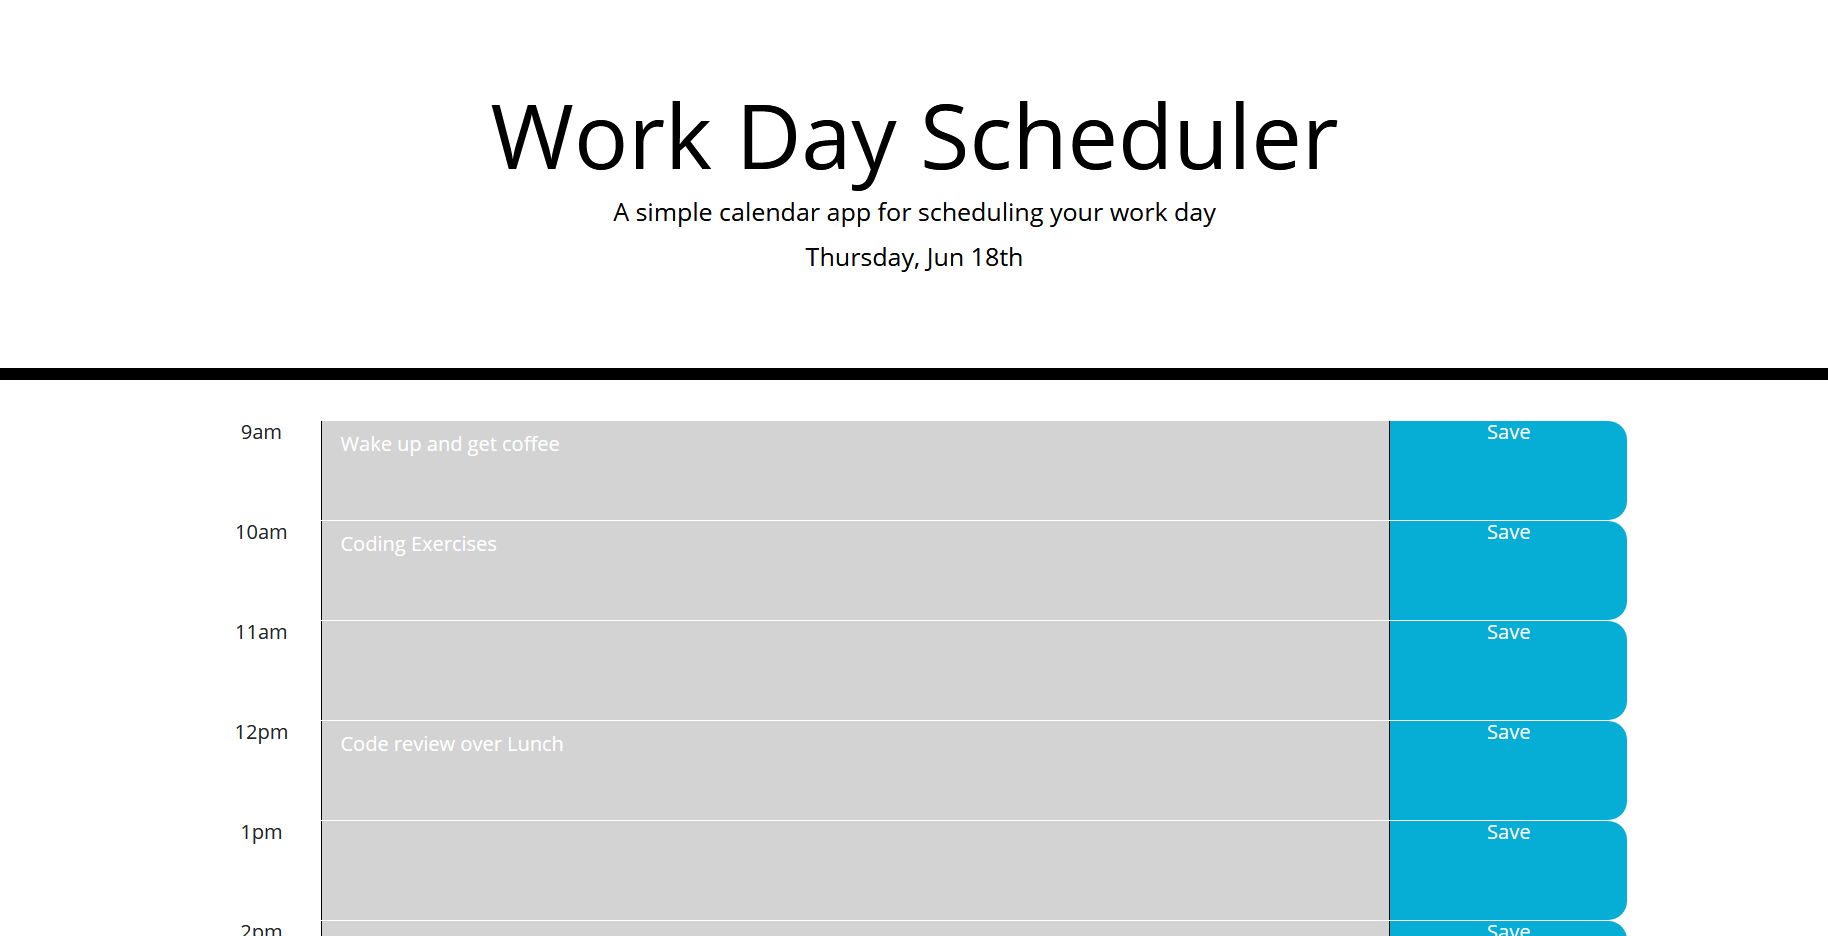 Work Day Scheduler
A simple calendar app for scheduling your work day
Thursday, Jun 18th
9am Wake up and get coffee Save
10am Coding Exercises Save
11am Save
12pm Code review over Lunch Save
1pm Save
2pm Save